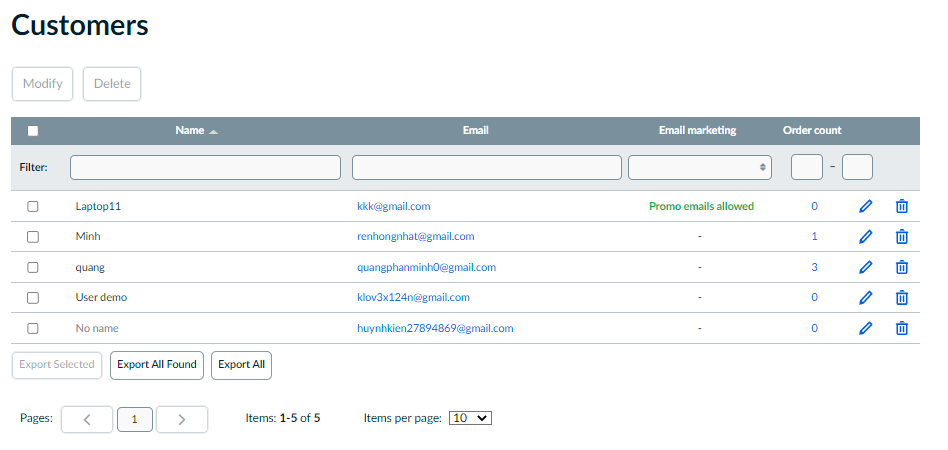 Customers
Modify Delete
Name Email Email marketing Order count
Filter: –
Laptop11 kkk@gmail.com Promo emails allowed 0
Minh renhongnhat@gmail.com - 1
quang quangphanminh0@gmail.com - 3
User demo klov3x124n@gmail.com - 0
No name huynhkien27894869@gmail.com - 0
Export Selected Export All Found Export All
Pages: 1 Items: 1-5 of 5 Items per page: 10